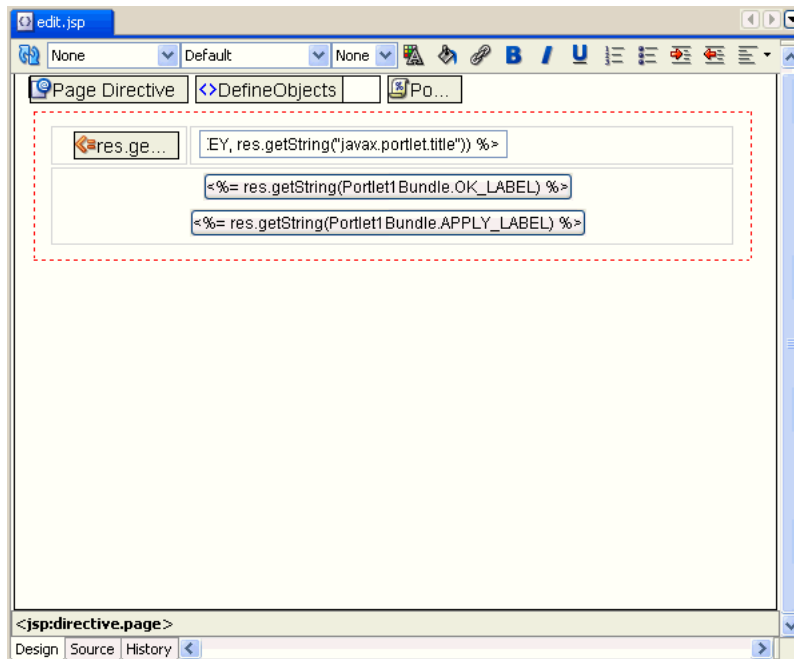 edit.jsp
None Default None B I U
Page Directive <>DefineObjects Po...
res.ge... EY, res.getString("javax.portlet.title")) %>
<%= res.getString(Portlet1Bundle.OK_LABEL) %>
<%= res.getString(Portlet1Bundle.APPLY_LABEL) %>
<jsp:directive.page>
Design Source History